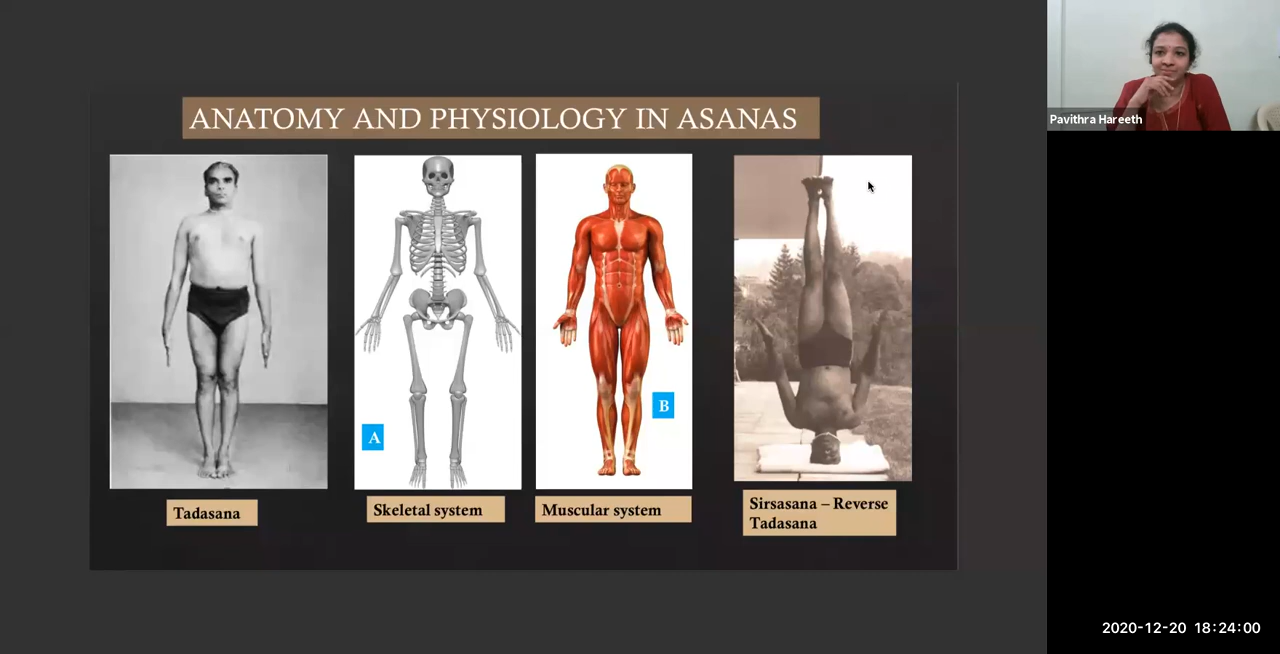 ANATOMY AND PHYSIOLOGY IN ASANAS
Pavithra Hareeth
A
B
Tadasana
Skeletal system
Muscular system
Sirsasana – Reverse
Tadasana
2020-12-20 18:24:00